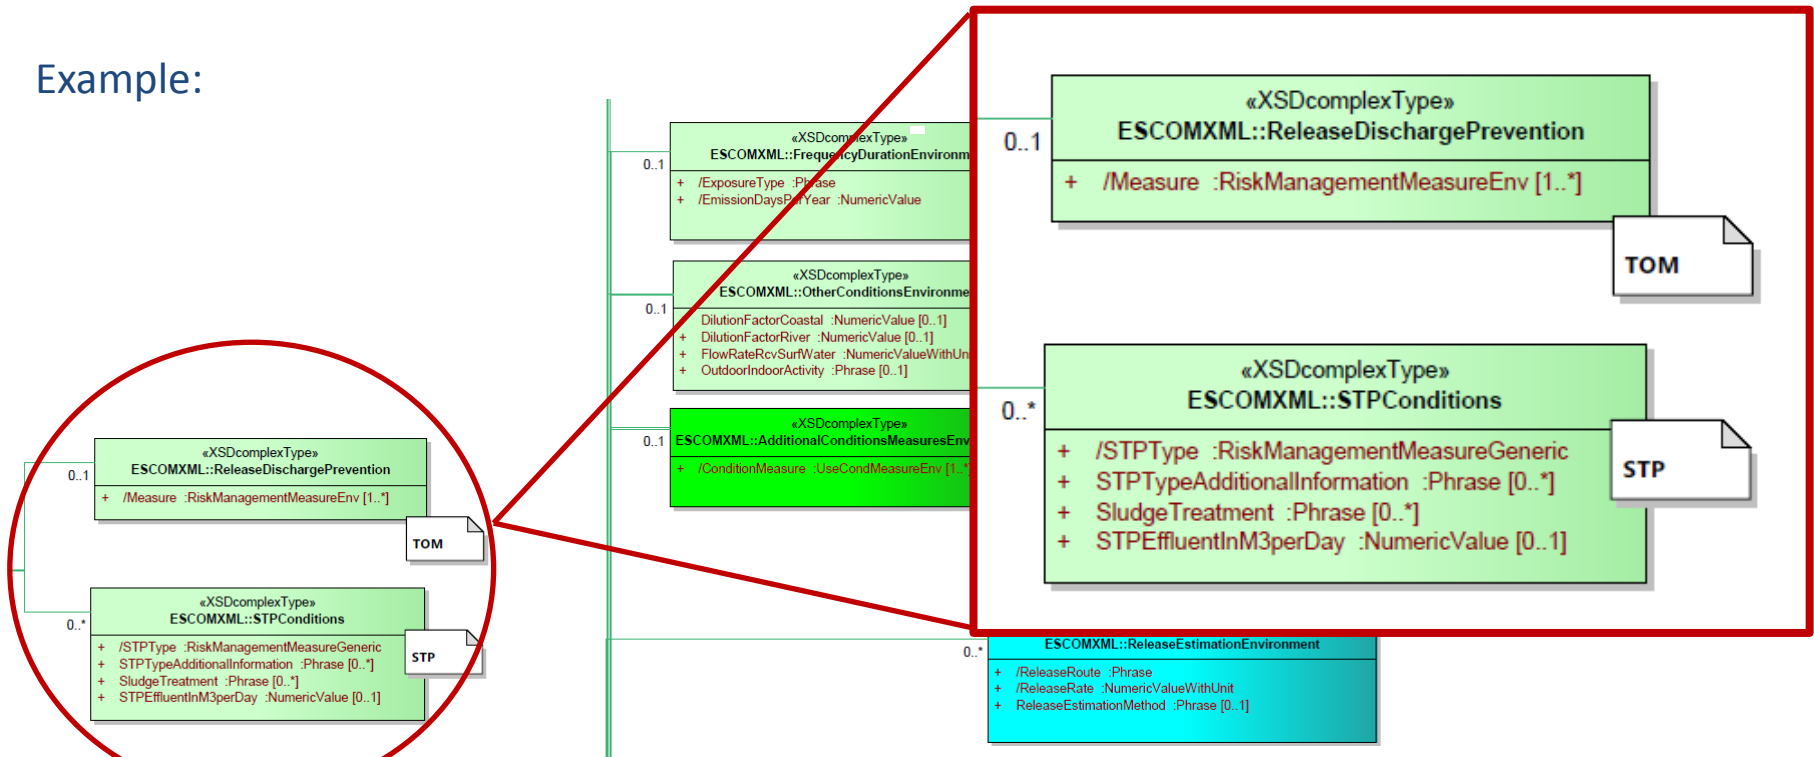 Example:
«XSDcomplexType»
ESCOMXML::FrequencyDurationEnvironm
0..1
+ /ExposureType :Phrase
+ /EmissionDaysPerYear :NumericValue
«XSDcomplexType»
ESCOMXML::OtherConditionsEnvironme
0..1
DilutionFactorCoastal :NumericValue [0..1]
+ DilutionFactorRiver :NumericValue [0..1]
+ FlowRateRcvSurfWater :NumericValueWithUn
+ OutdoorIndoorActivity :Phrase [0..1]
«XSDcomplexType»
ESCOMXML::AdditionalConditionsMeasuresEnv
0..1
+ /ConditionMeasure :UseCondMeasureEnv [1..*
«XSDcomplexType»
ESCOMXML::ReleaseDischargePrevention
0..1
+ /Measure :RiskManagementMeasureEnv [1..*]
TOM
«XSDcomplexType»
ESCOMXML::STPConditions
0..*
+ /STPType :RiskManagementMeasureGeneric
+ STPTypeAdditionalInformation :Phrase [0..*]
+ SludgeTreatment :Phrase [0..*]
+ STPEffluentInM3perDay :NumericValue [0..1]
STP
«XSDcomplexType»
ESCOMXML::ReleaseDischargePrevention
0..1
+ /Measure :RiskManagementMeasureEnv [1..*]
TOM
«XSDcomplexType»
ESCOMXML::STPConditions
0..*
+ /STPType :RiskManagementMeasureGeneric
+ STPTypeAdditionalInformation :Phrase [0..*]
+ SludgeTreatment :Phrase [0..*]
+ STPEffluentInM3perDay :NumericValue [0..1]
STP
ESCOMXML::ReleaseEstimationEnvironment
0..*
+ /ReleaseRoute :Phrase
+ /ReleaseRate :NumericValueWithUnit
+ ReleaseEstimationMethod :Phrase [0..1]